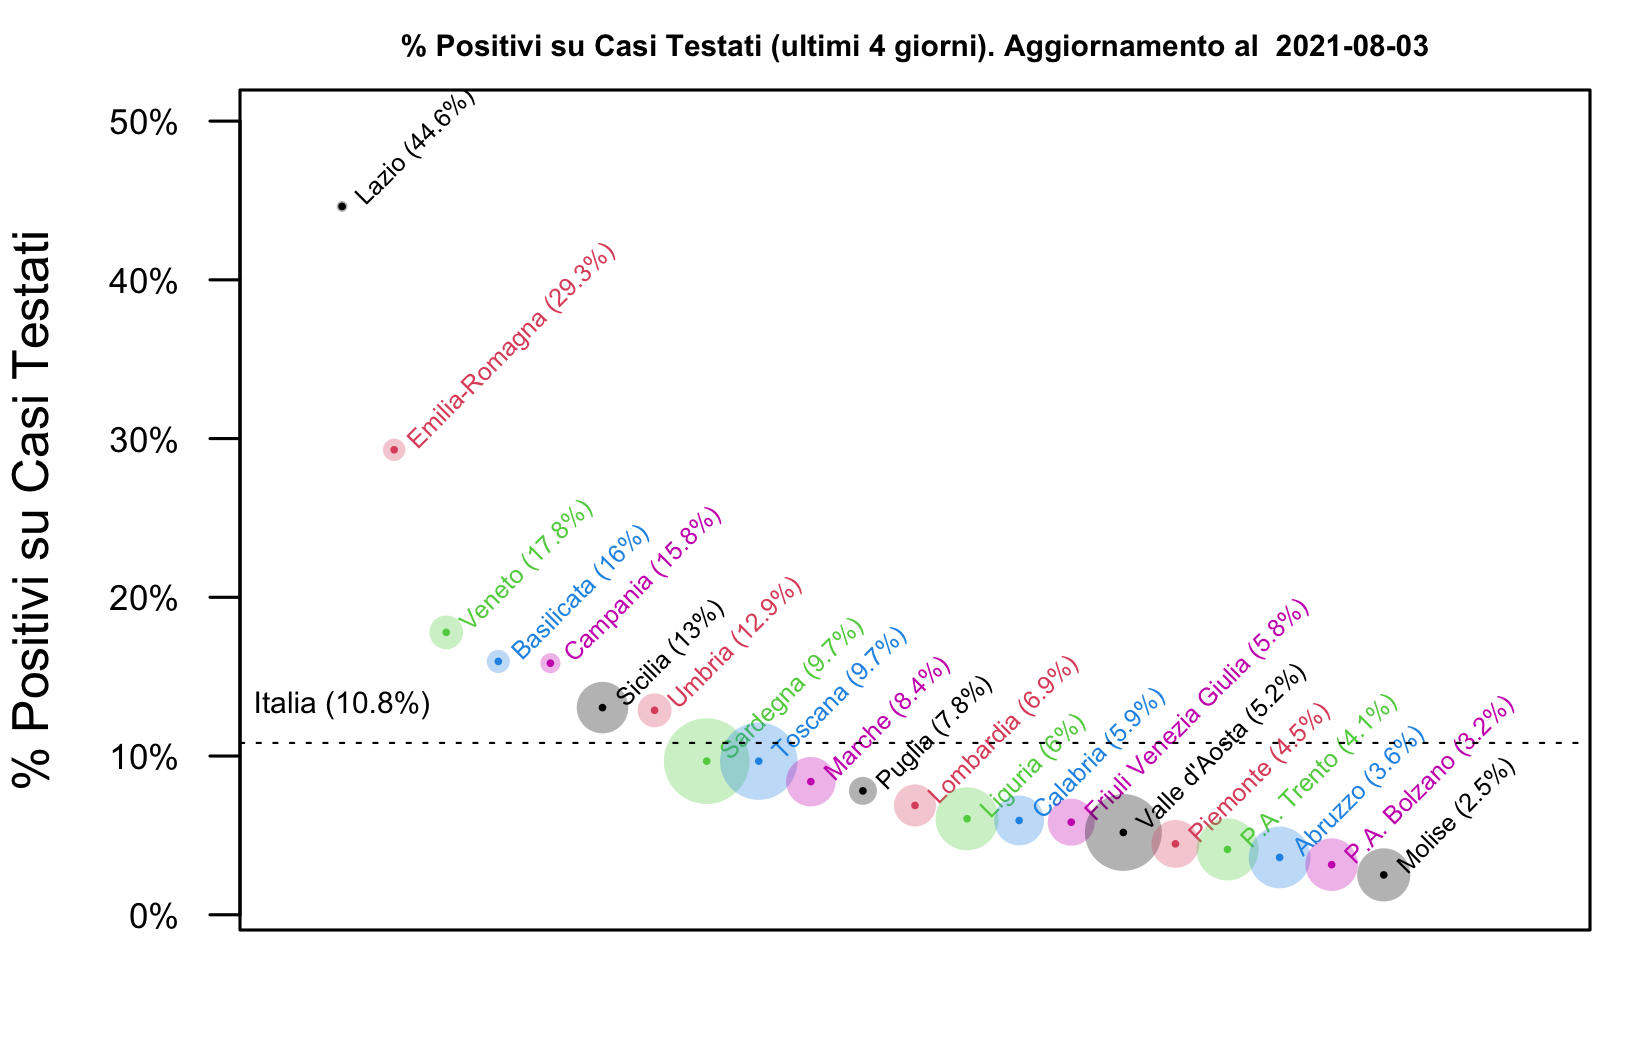 % Positivi su Casi Testati (ultimi 4 giorni). Aggiornamento al  2021-08-03
% Positivi su Casi Testati
50%
40%
30%
20%
10%
0%
Italia (10.8%)
Lazio (44.6%)
Emilia-Romagna (29.3%)
Veneto (17.8%)
Basilicata (16%)
Campania (15.8%)
Sicilia (13%)
Umbria (12.9%)
Sardegna (9.7%)
Toscana (9.7%)
Marche (8.4%)
Puglia (7.8%)
Lombardia (6.9%)
Liguria (6%)
Calabria (5.9%)
Friuli Venezia Giulia (5.8%)
Valle d'Aosta (5.2%)
Piemonte (4.5%)
P.A. Trento (4.1%)
Abruzzo (3.6%)
P.A. Bolzano (3.2%)
Molise (2.5%)